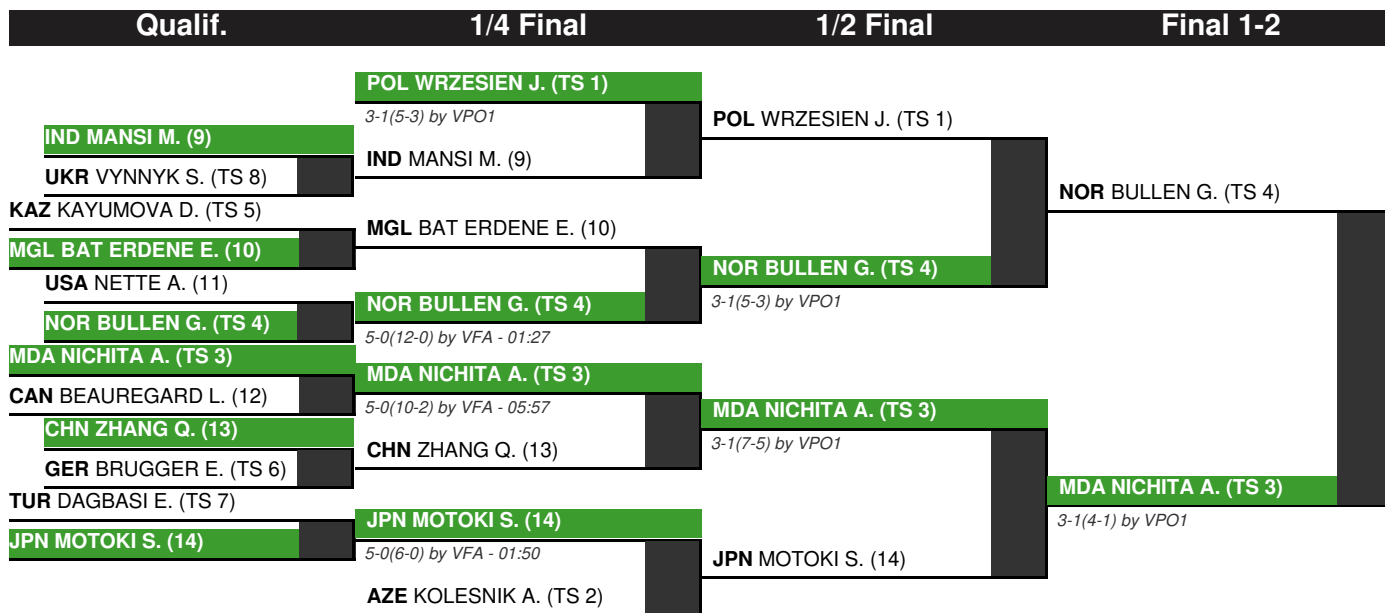 Qualif.
1/4 Final
1/2 Final
Final 1-2
IND MANSI M. (9)
UKR VYNNYK S. (TS 8)
KAZ KAYUMOVA D. (TS 5)
MGL BAT ERDENE E. (10)
USA NETTE A. (11)
NOR BULLEN G. (TS 4)
MDA NICHITA A. (TS 3)
CAN BEAUREGARD L. (12)
CHN ZHANG Q. (13)
GER BRUGGER E. (TS 6)
TUR DAGBASI E. (TS 7)
JPN MOTOKI S. (14)
POL WRZESIEN J. (TS 1)
3-1(5-3) by VPO1
IND MANSI M. (9)
MGL BAT ERDENE E. (10)
NOR BULLEN G. (TS 4)
5-0(12-0) by VFA - 01:27
MDA NICHITA A. (TS 3)
5-0(10-2) by VFA - 05:57
CHN ZHANG Q. (13)
JPN MOTOKI S. (14)
5-0(6-0) by VFA - 01:50
AZE KOLESNIK A. (TS 2)
POL WRZESIEN J. (TS 1)
NOR BULLEN G. (TS 4)
3-1(5-3) by VPO1
MDA NICHITA A. (TS 3)
3-1(7-5) by VPO1
JPN MOTOKI S. (14)
NOR BULLEN G. (TS 4)
MDA NICHITA A. (TS 3)
3-1(4-1) by VPO1